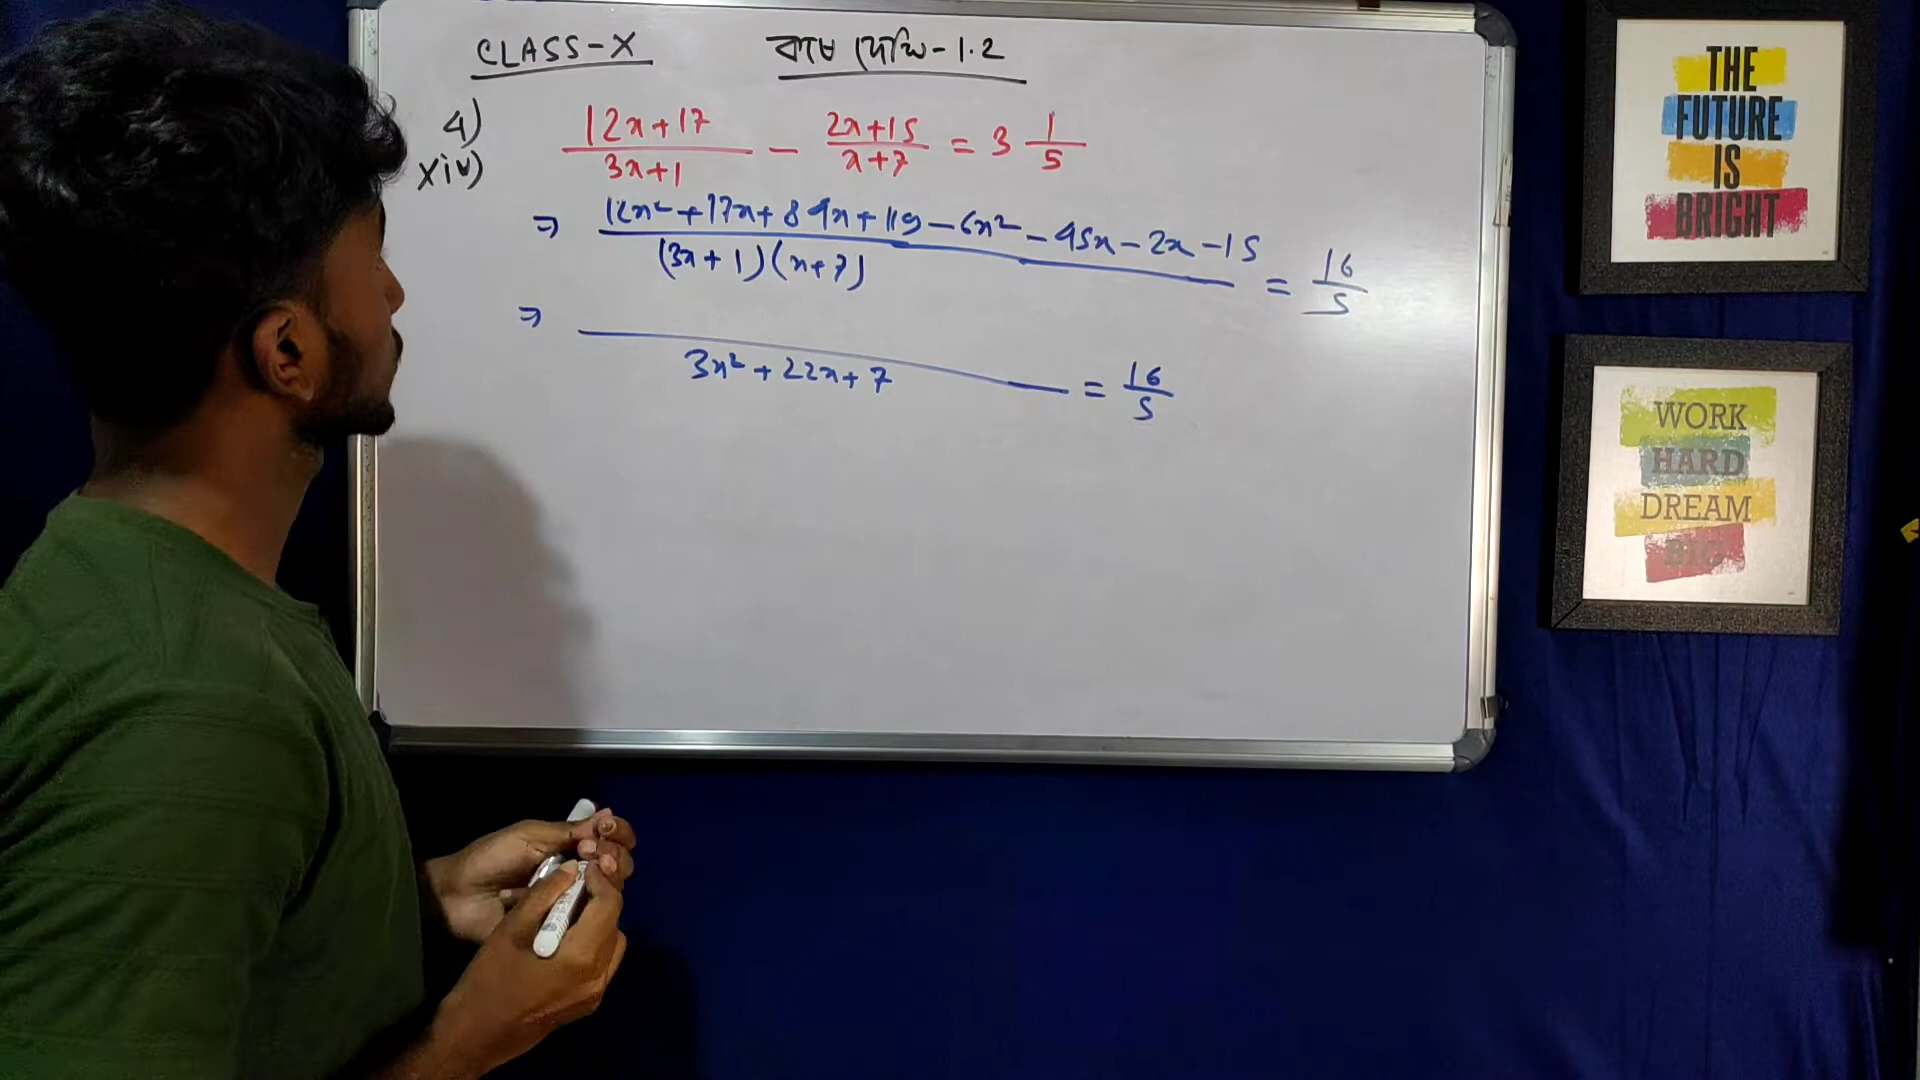 CLASS-X কষে দেখি-1.2
4) xiv) (12x+17)/(3x+1) - (2x+15)/(x+7) = 3 1/5
⇒ (12x²+17x+84x+119-6x²-45x-2x-15)/((3x+1)(x+7)) = 16/5
⇒ ———/(3x²+22x+7) = 16/5
THE
FUTURE
IS
BRIGHT
WORK
HARD
DREAM
BIG